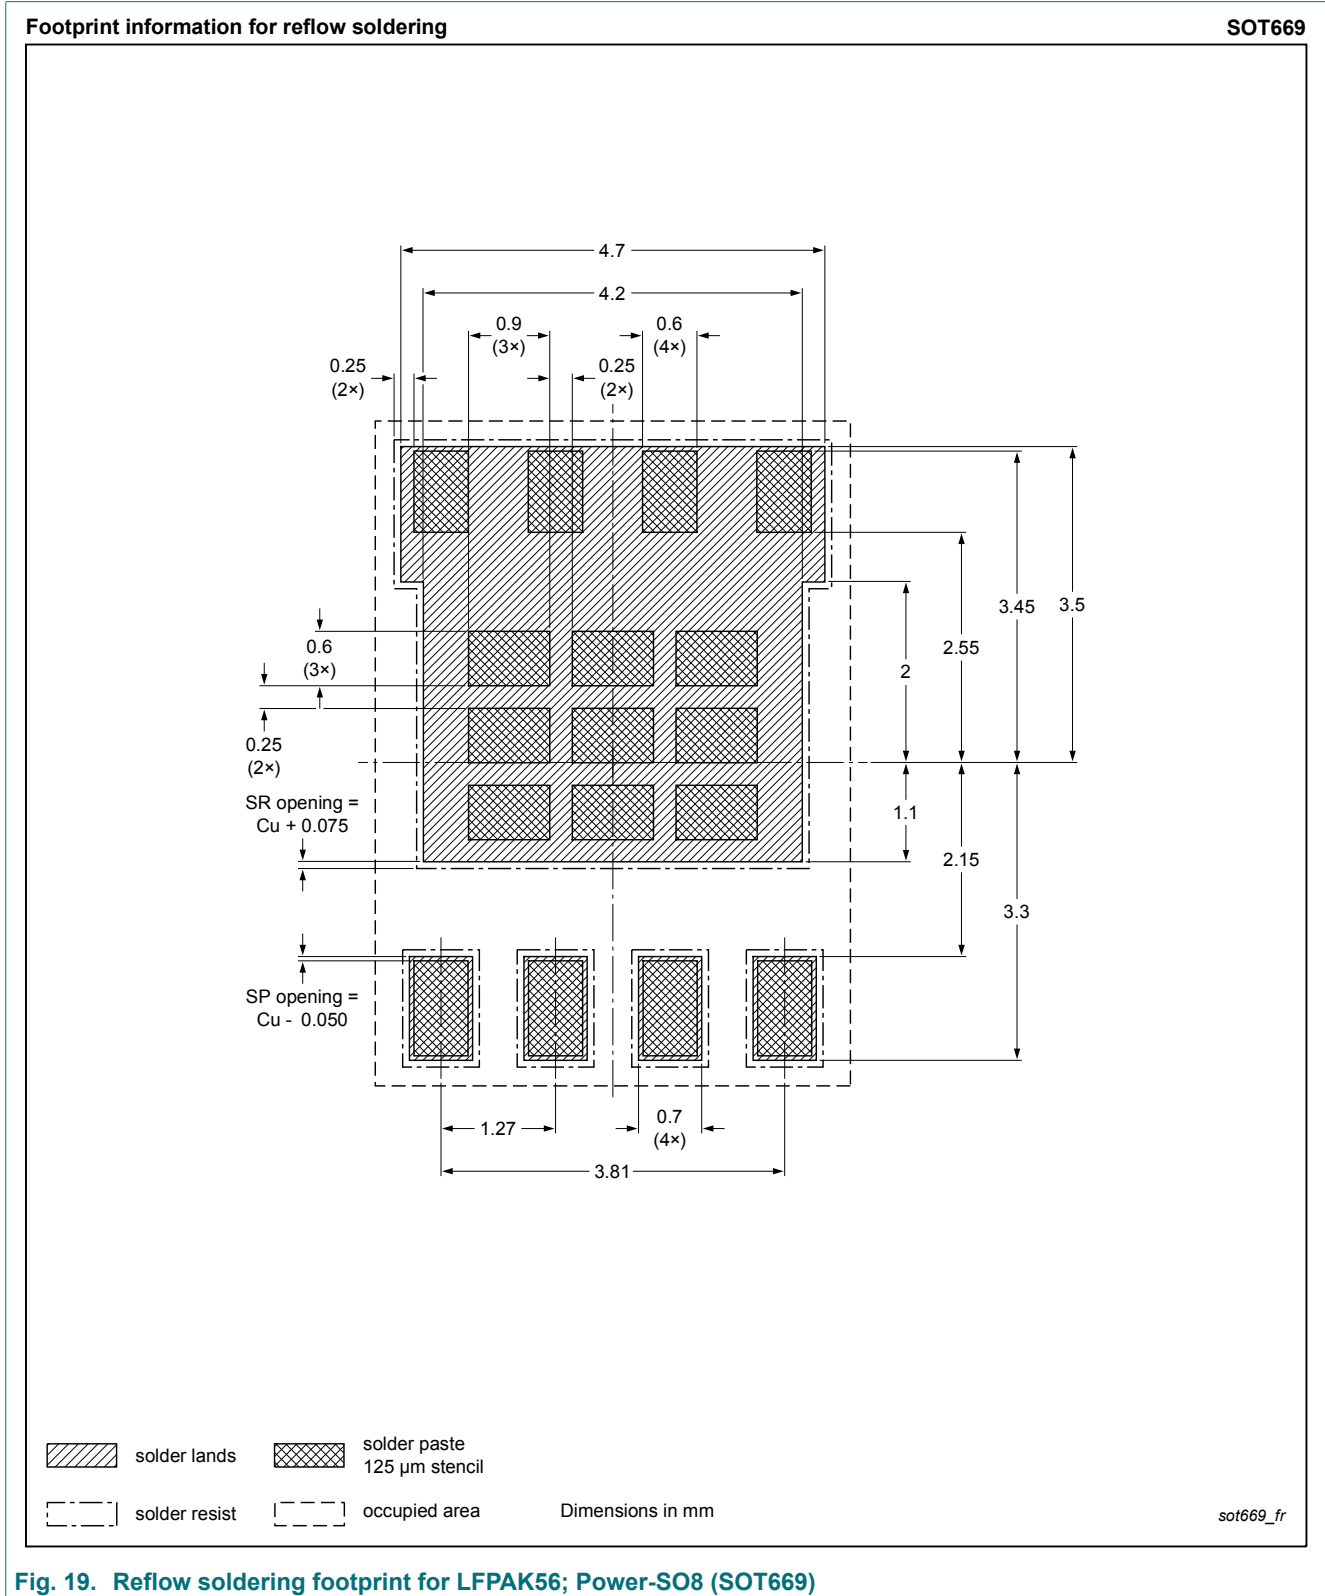 Footprint information for reflow soldering
SOT669
4.7
4.2
0.9
(3×)
0.6
(4×)
0.25
(2×)
0.25
(2×)
3.45
3.5
2.55
2
0.6
(3×)
0.25
(2×)
SR opening =
Cu + 0.075
1.1
2.15
3.3
SP opening =
Cu - 0.050
1.27
0.7
(4×)
3.81
solder lands
solder paste
125 µm stencil
solder resist
occupied area
Dimensions in mm
sot669_fr
Fig. 19. Reflow soldering footprint for LFPAK56; Power-SO8 (SOT669)